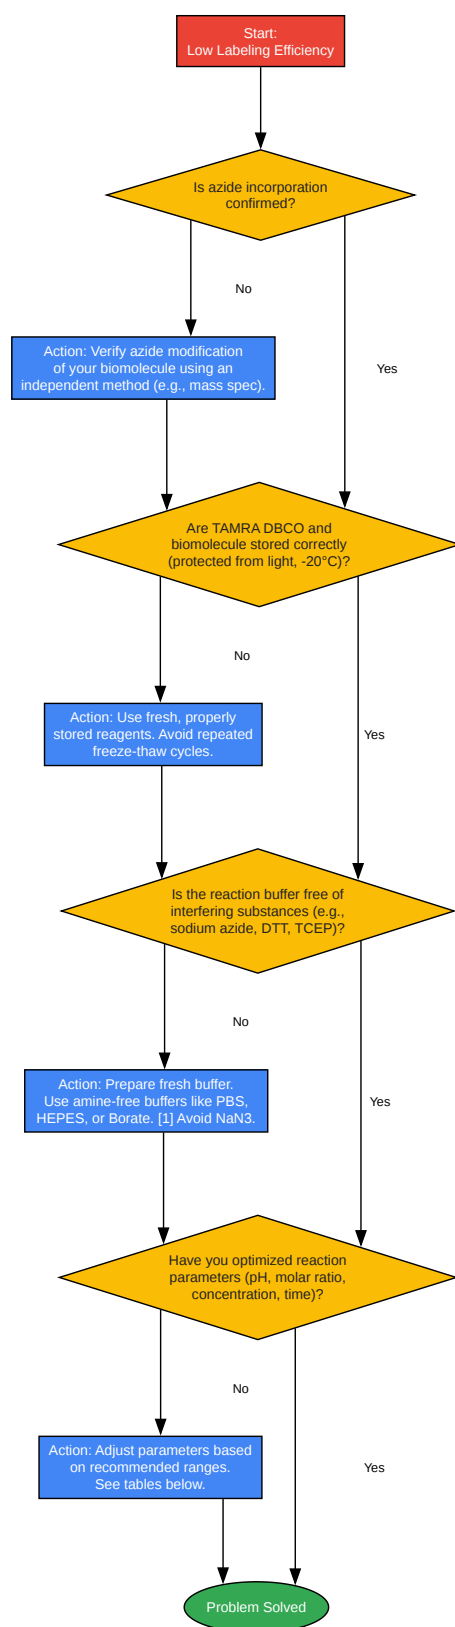 Start:
Low Labeling Efficiency
Is azide incorporation
confirmed?
No
Action: Verify azide modification
of your biomolecule using an
independent method (e.g., mass spec).
Yes
Are TAMRA DBCO and
biomolecule stored correctly
(protected from light, -20°C)?
No
Action: Use fresh, properly
stored reagents. Avoid repeated
freeze-thaw cycles.
Yes
Is the reaction buffer free of
interfering substances (e.g.,
sodium azide, DTT, TCEP)?
No
Action: Prepare fresh buffer.
Use amine-free buffers like PBS,
HEPES, or Borate. [1] Avoid NaN3.
Yes
Have you optimized reaction
parameters (pH, molar ratio,
concentration, time)?
No
Action: Adjust parameters based
on recommended ranges.
See tables below.
Yes
Problem Solved